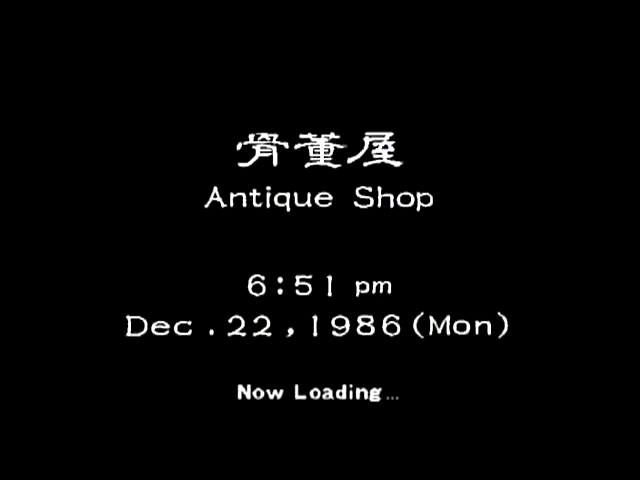 骨董屋
Antique Shop
6:51 pm
Dec.22,1986(Mon)
Now Loading...